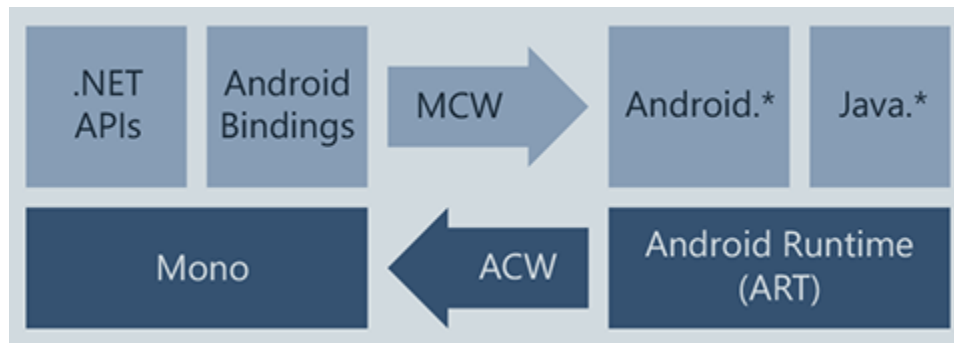 .NET
APIs
Android
Bindings
MCW
Android.*
Java.*
Mono
ACW
Android Runtime
(ART)